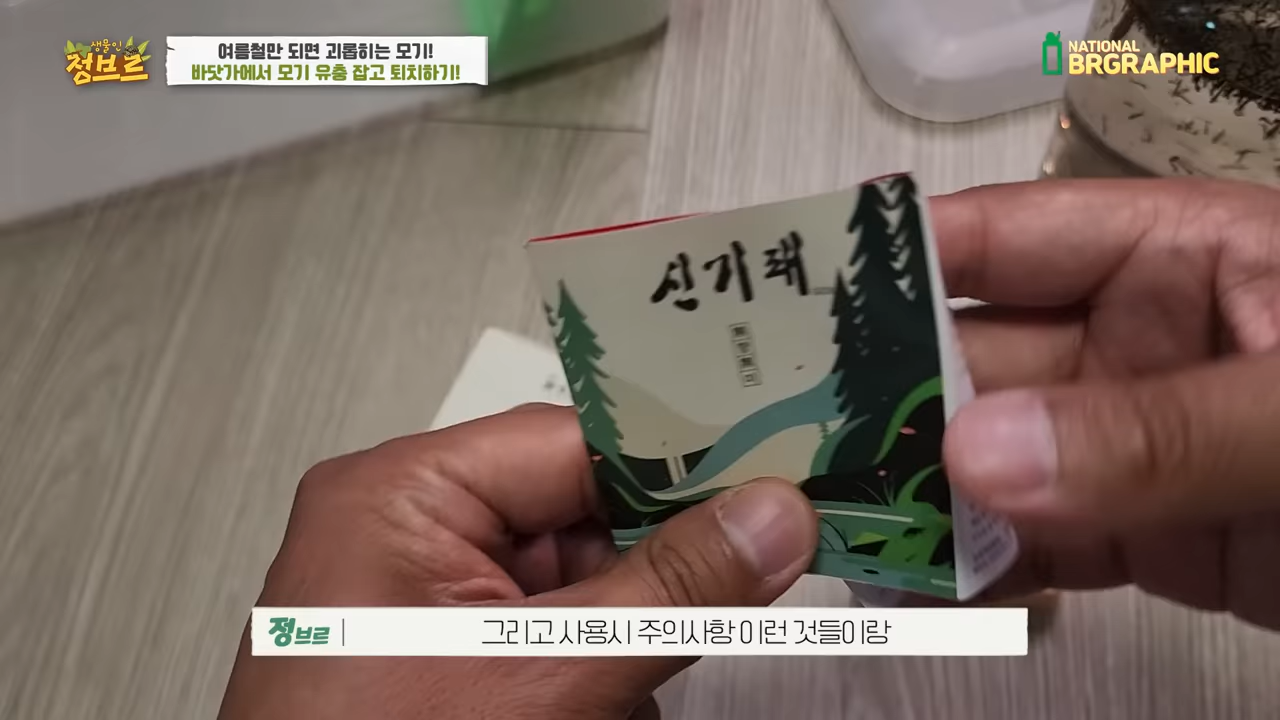 생물인
정브르
여름철만 되면 괴롭히는 모기!
바닷가에서 모기 유충 잡고 퇴치하기!
NATIONAL
BRGRAPHIC
신기패
정브르
그리고 사용시 주의사항 이런 것들이랑